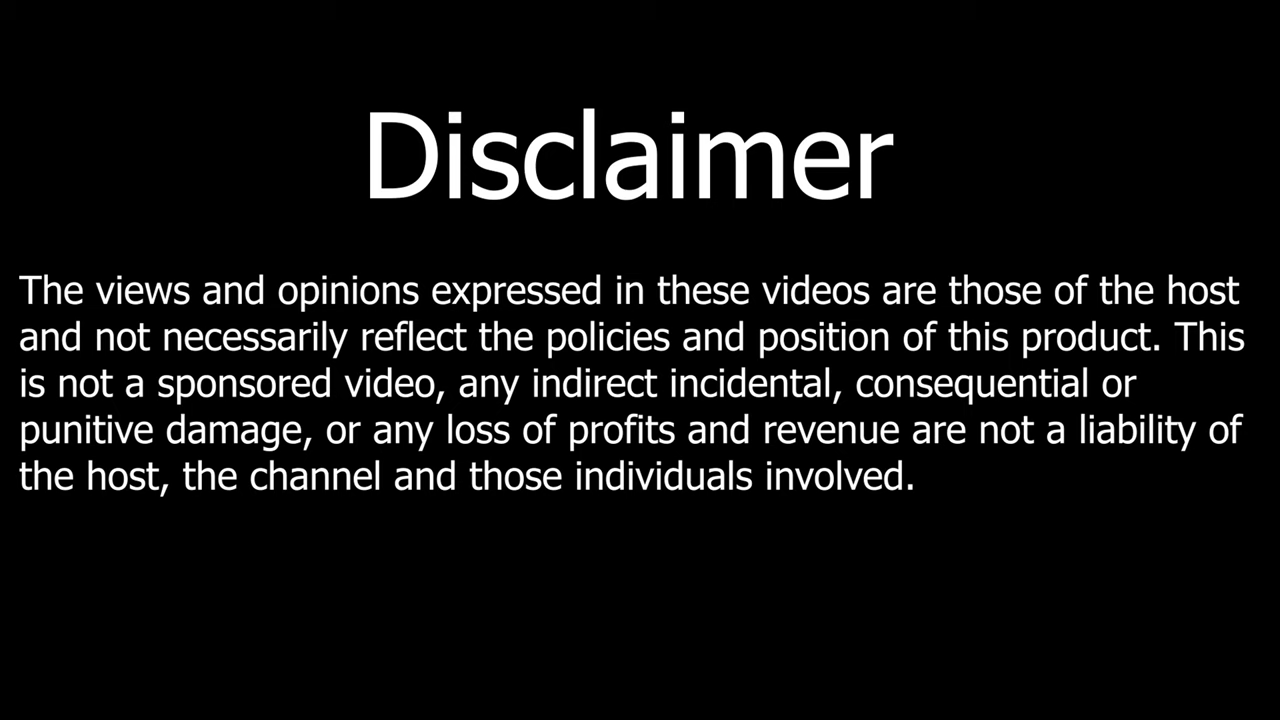 Disclaimer
The views and opinions expressed in these videos are those of the host
and not necessarily reflect the policies and position of this product. This
is not a sponsored video, any indirect incidental, consequential or
punitive damage, or any loss of profits and revenue are not a liability of
the host, the channel and those individuals involved.